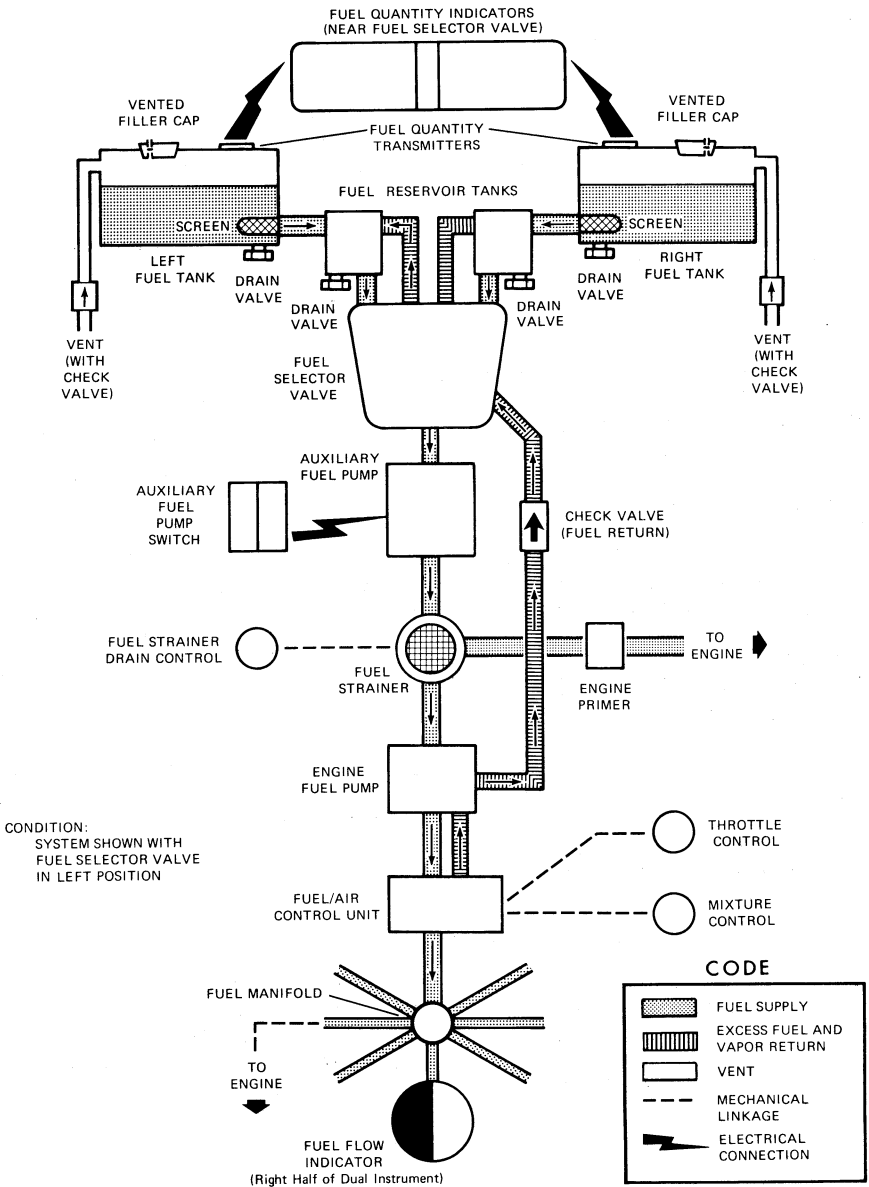 FUEL QUANTITY INDICATORS
(NEAR FUEL SELECTOR VALVE)
VENTED
FILLER CAP
FUEL QUANTITY
TRANSMITTERS
VENTED
FILLER CAP
FUEL RESERVOIR TANKS
SCREEN
SCREEN
LEFT
FUEL TANK
RIGHT
FUEL TANK
DRAIN
VALVE
DRAIN
VALVE
DRAIN
VALVE
DRAIN
VALVE
VENT
(WITH
CHECK
VALVE)
VENT
(WITH
CHECK
VALVE)
FUEL
SELECTOR
VALVE
AUXILIARY
FUEL PUMP
AUXILIARY
FUEL
PUMP
SWITCH
CHECK VALVE
(FUEL RETURN)
FUEL STRAINER
DRAIN CONTROL
FUEL
STRAINER
TO
ENGINE
ENGINE
PRIMER
ENGINE
FUEL PUMP
CONDITION:
SYSTEM SHOWN WITH
FUEL SELECTOR VALVE
IN LEFT POSITION
THROTTLE
CONTROL
FUEL/AIR
CONTROL UNIT
MIXTURE
CONTROL
FUEL MANIFOLD
TO
ENGINE
FUEL FLOW
INDICATOR
(Right Half of Dual Instrument)
CODE
FUEL SUPPLY
EXCESS FUEL AND
VAPOR RETURN
VENT
MECHANICAL
LINKAGE
ELECTRICAL
CONNECTION